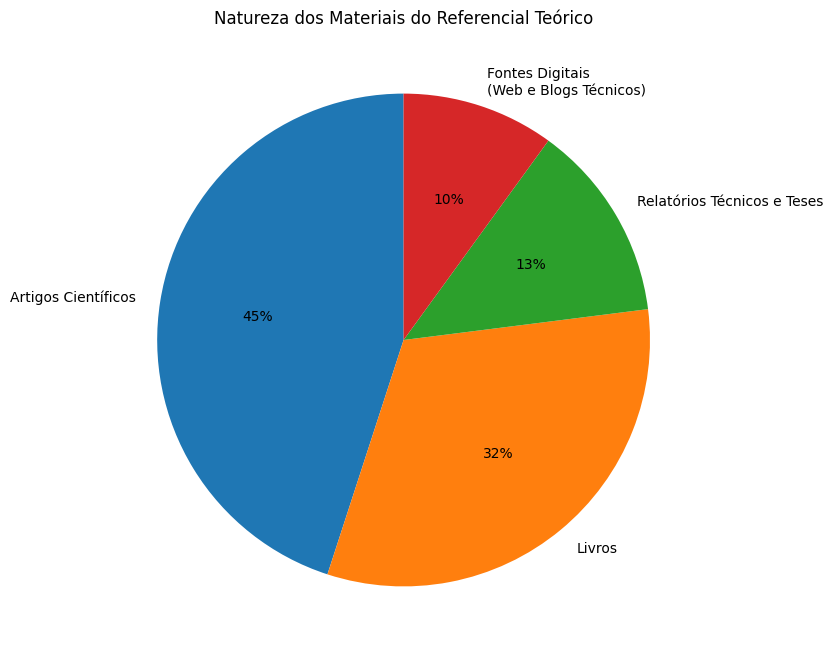 Natureza dos Materiais do Referencial Teórico
Fontes Digitais
(Web e Blogs Técnicos)
10%
Relatórios Técnicos e Teses
13%
Artigos Científicos
45%
32%
Livros